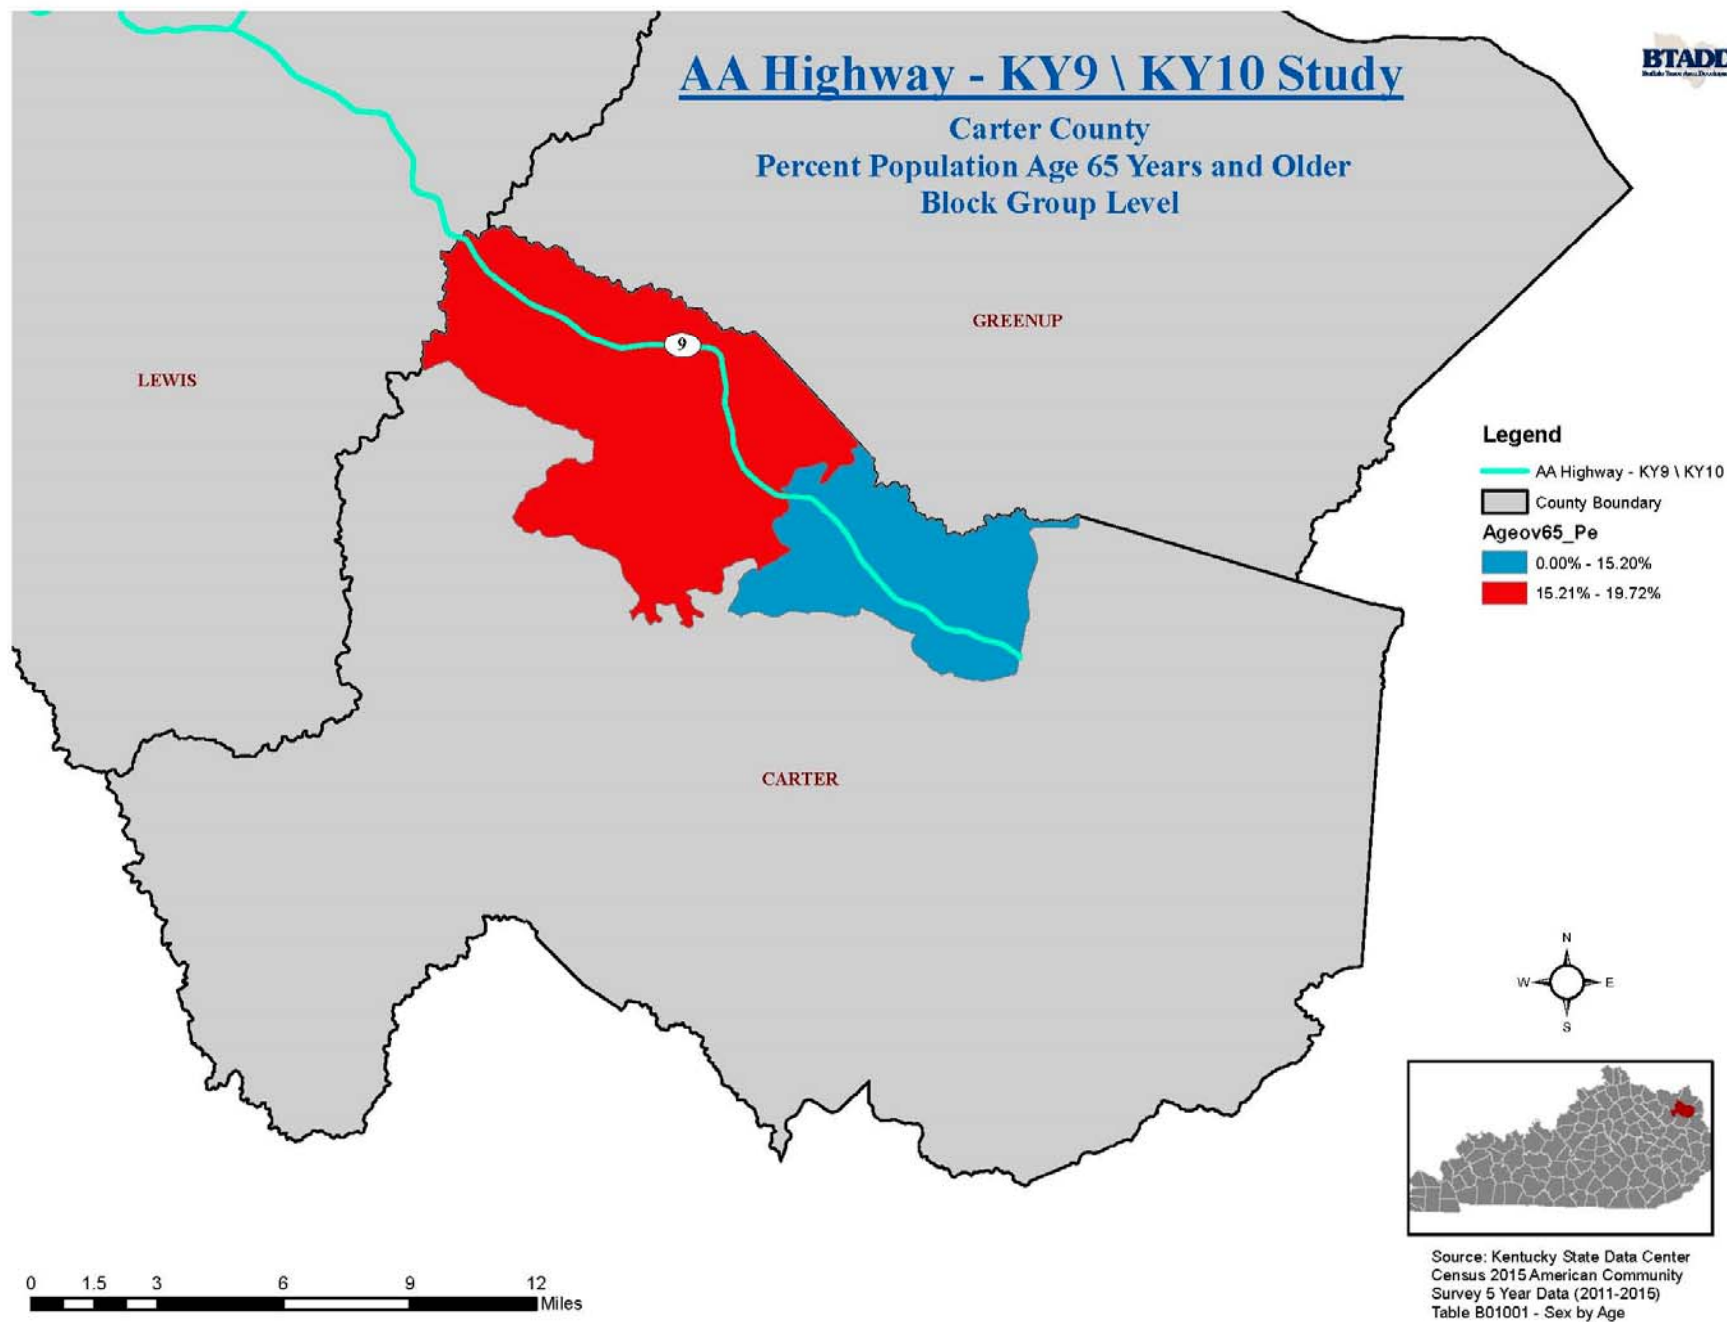 AA Highway - KY9 \ KY10 Study
Carter County
Percent Population Age 65 Years and Older
Block Group Level
BTADD
GREENUP
9
LEWIS
CARTER
Legend
AA Highway - KY9 \ KY10
County Boundary
Ageov65_Pe
0.00% - 15.20%
15.21% - 19.72%
N
W E
S
0 1.5 3 6 9 12
Miles
Source: Kentucky State Data Center
Census 2015 American Community
Survey 5 Year Data (2011-2015)
Table B01001 - Sex by Age